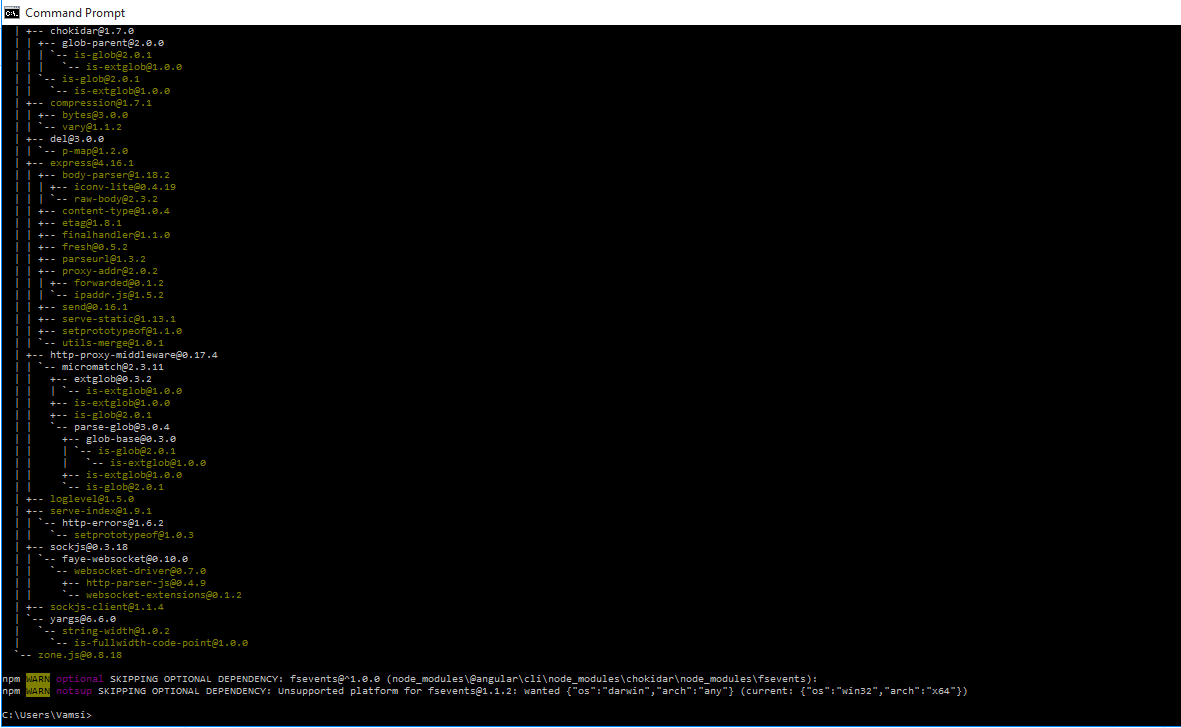 Command Prompt
| +-- chokidar@1.7.0
| | +-- glob-parent@2.0.0
| | | `-- is-glob@2.0.1
| | |   `-- is-extglob@1.0.0
| | `-- is-glob@2.0.1
| |   `-- is-extglob@1.0.0
| +-- compression@1.7.1
| | +-- bytes@3.0.0
| | `-- vary@1.1.2
| +-- del@3.0.0
| | `-- p-map@1.2.0
| +-- express@4.16.1
| | +-- body-parser@1.18.2
| | | +-- iconv-lite@0.4.19
| | | `-- raw-body@2.3.2
| | +-- content-type@1.0.4
| | +-- etag@1.8.1
| | +-- finalhandler@1.1.0
| | +-- fresh@0.5.2
| | +-- parseurl@1.3.2
| | +-- proxy-addr@2.0.2
| | | +-- forwarded@0.1.2
| | | `-- ipaddr.js@1.5.2
| | +-- send@0.16.1
| | +-- serve-static@1.13.1
| | +-- setprototypeof@1.1.0
| | `-- utils-merge@1.0.1
| +-- http-proxy-middleware@0.17.4
| | `-- micromatch@2.3.11
| |   +-- extglob@0.3.2
| |   | `-- is-extglob@1.0.0
| |   +-- is-extglob@1.0.0
| |   +-- is-glob@2.0.1
| |   `-- parse-glob@3.0.4
| |     +-- glob-base@0.3.0
| |     | `-- is-glob@2.0.1
| |     |   `-- is-extglob@1.0.0
| |     +-- is-extglob@1.0.0
| |     `-- is-glob@2.0.1
| +-- loglevel@1.5.0
| +-- serve-index@1.9.1
| | `-- http-errors@1.6.2
| |   `-- setprototypeof@1.0.3
| +-- sockjs@0.3.18
| | `-- faye-websocket@0.10.0
| |   `-- websocket-driver@0.7.0
| |     +-- http-parser-js@0.4.9
| |     `-- websocket-extensions@0.1.2
| +-- sockjs-client@1.1.4
| `-- yargs@6.6.0
|   `-- string-width@1.0.2
|     `-- is-fullwidth-code-point@1.0.0
`-- zone.js@0.8.18
npm WARN optional SKIPPING OPTIONAL DEPENDENCY: fsevents@^1.0.0 (node_modules\@angular\cli\node_modules\chokidar\node_modules\fsevents):
npm WARN notsup SKIPPING OPTIONAL DEPENDENCY: Unsupported platform for fsevents@1.1.2: wanted {"os":"darwin","arch":"any"} (current: {"os":"win32","arch":"x64"})
C:\Users\Vamsi>